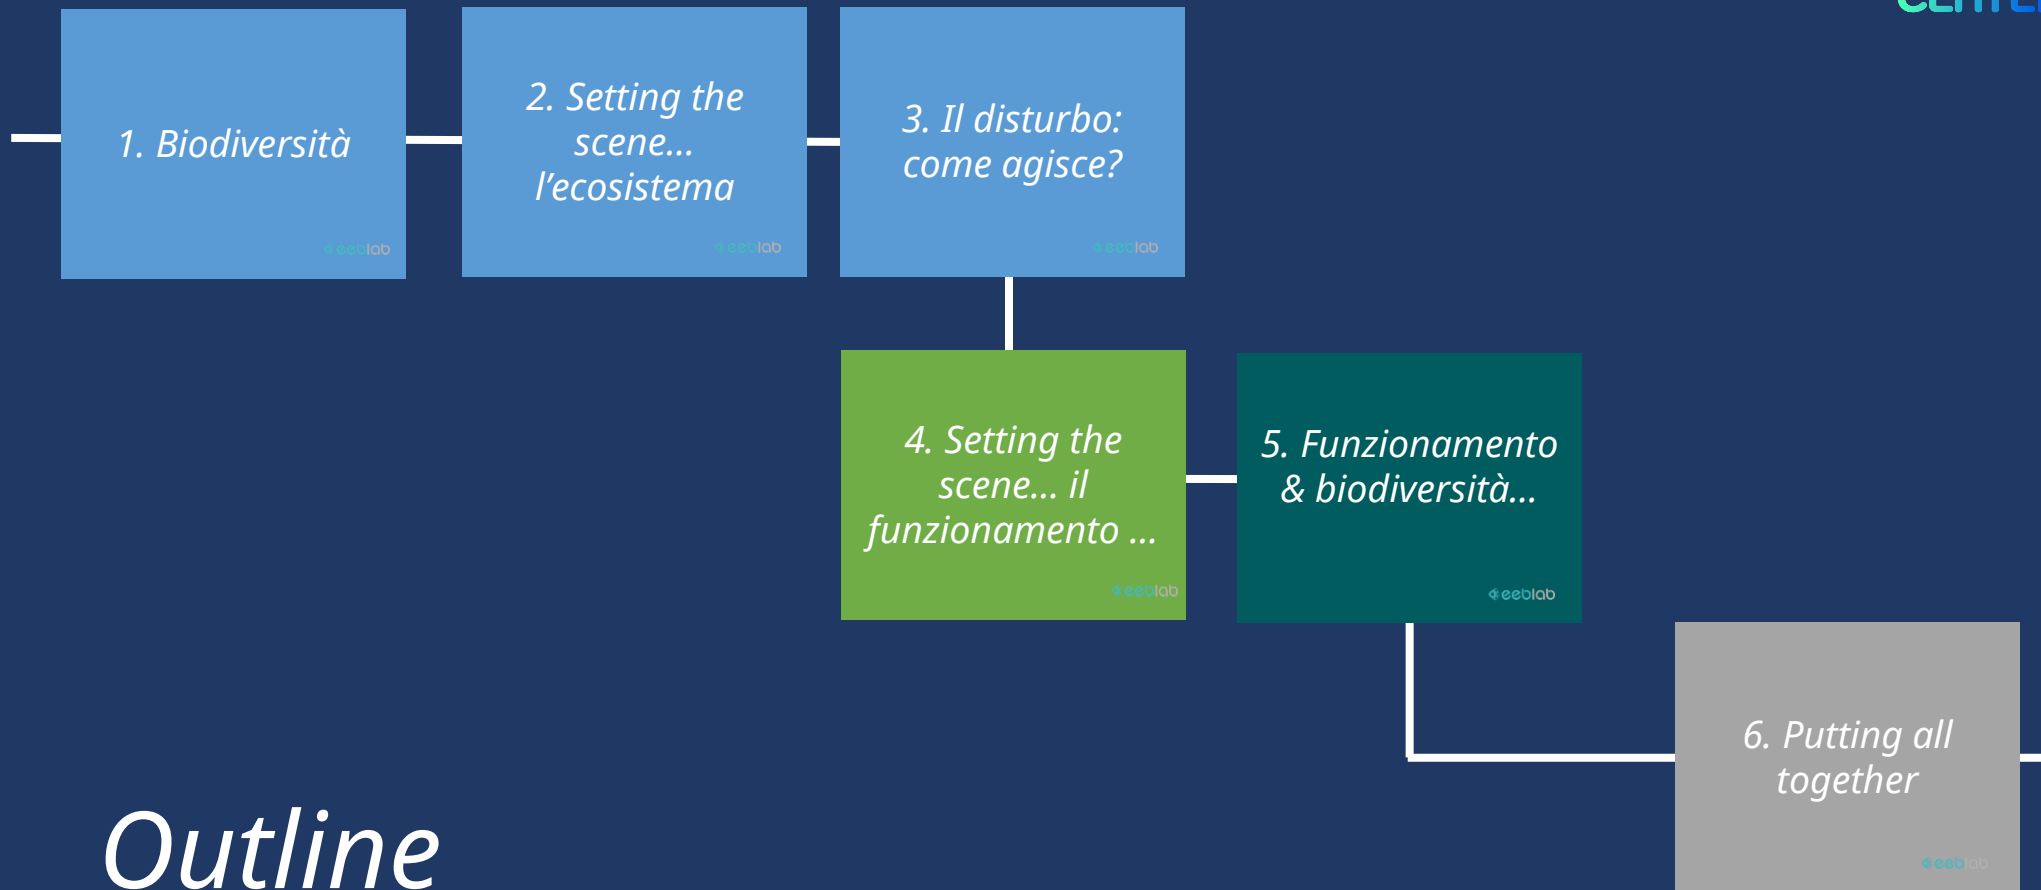 1. Biodiversità
eeblab
2. Setting the
scene...
l’ecosistema
eeblab
3. Il disturbo:
come agisce?
eeblab
4. Setting the
scene... il
funzionamento ...
eeblab
5. Funzionamento
& biodiversità...
eeblab
6. Putting all
together
eeblab
Outline